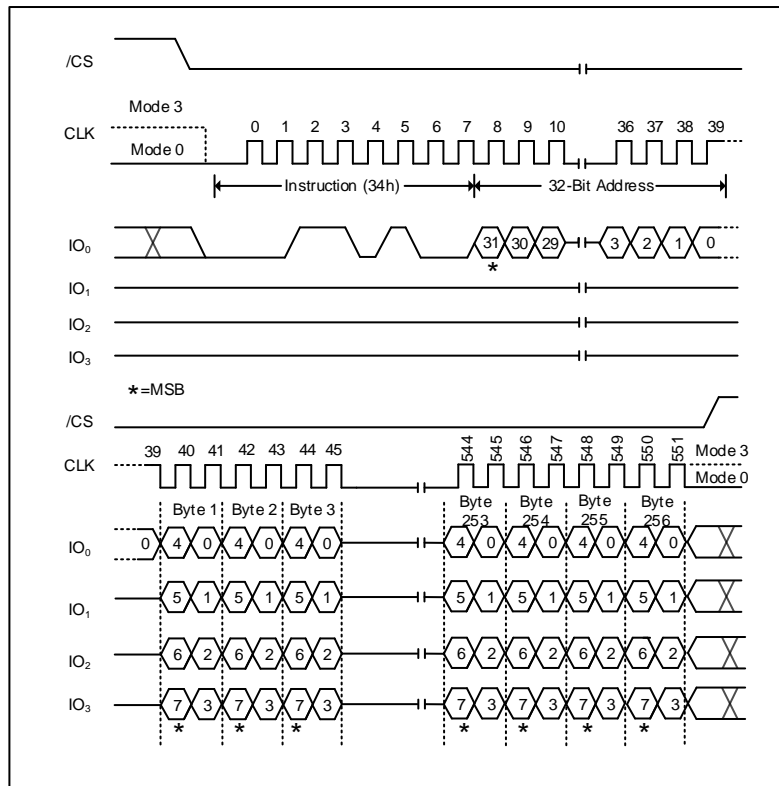 /CS
Mode 3
CLK
Mode 0
0 1 2 3 4 5 6 7 8 9 10 36 37 38 39
Instruction (34h)
32-Bit Address
IO0
31 30 29 3 2 1 0
*
IO1
IO2
IO3
*=MSB
/CS
CLK
39 40 41 42 43 44 45 544 545 546 547 548 549 550 551
Mode 3
Mode 0
Byte 1 Byte 2 Byte 3 Byte 253 Byte 254 Byte 255 Byte 256
IO0
0 4 0 4 0 4 0 4 0 4 0 4 0 4 0
IO1
5 1 5 1 5 1 5 1 5 1 5 1 5 1
IO2
6 2 6 2 6 2 6 2 6 2 6 2 6 2
IO3
7 3 7 3 7 3 7 3 7 3 7 3 7 3
* * * * * * *